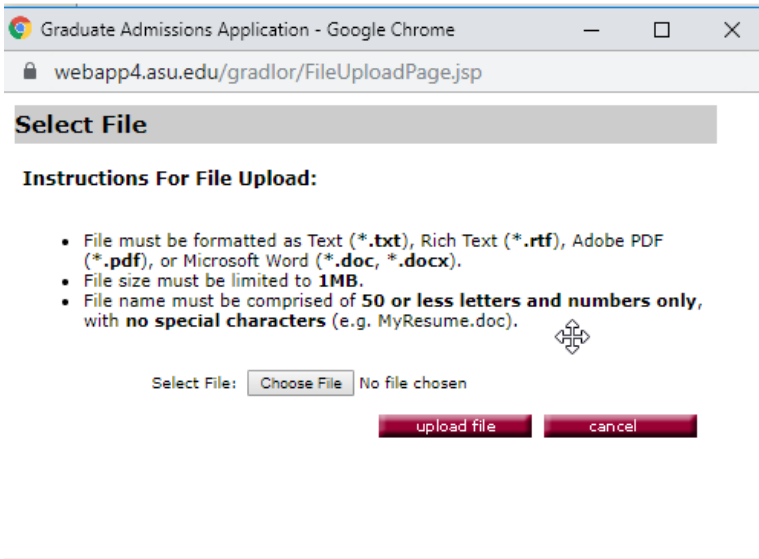 Graduate Admissions Application - Google Chrome
webapp4.asu.edu/gradlor/FileUploadPage.jsp
Select File
Instructions For File Upload:
• File must be formatted as Text (*.txt), Rich Text (*.rtf), Adobe PDF
(*.pdf), or Microsoft Word (*.doc, *.docx).
• File size must be limited to 1MB.
• File name must be comprised of 50 or less letters and numbers only,
with no special characters (e.g. MyResume.doc).
Select File: Choose File No file chosen
upload file cancel